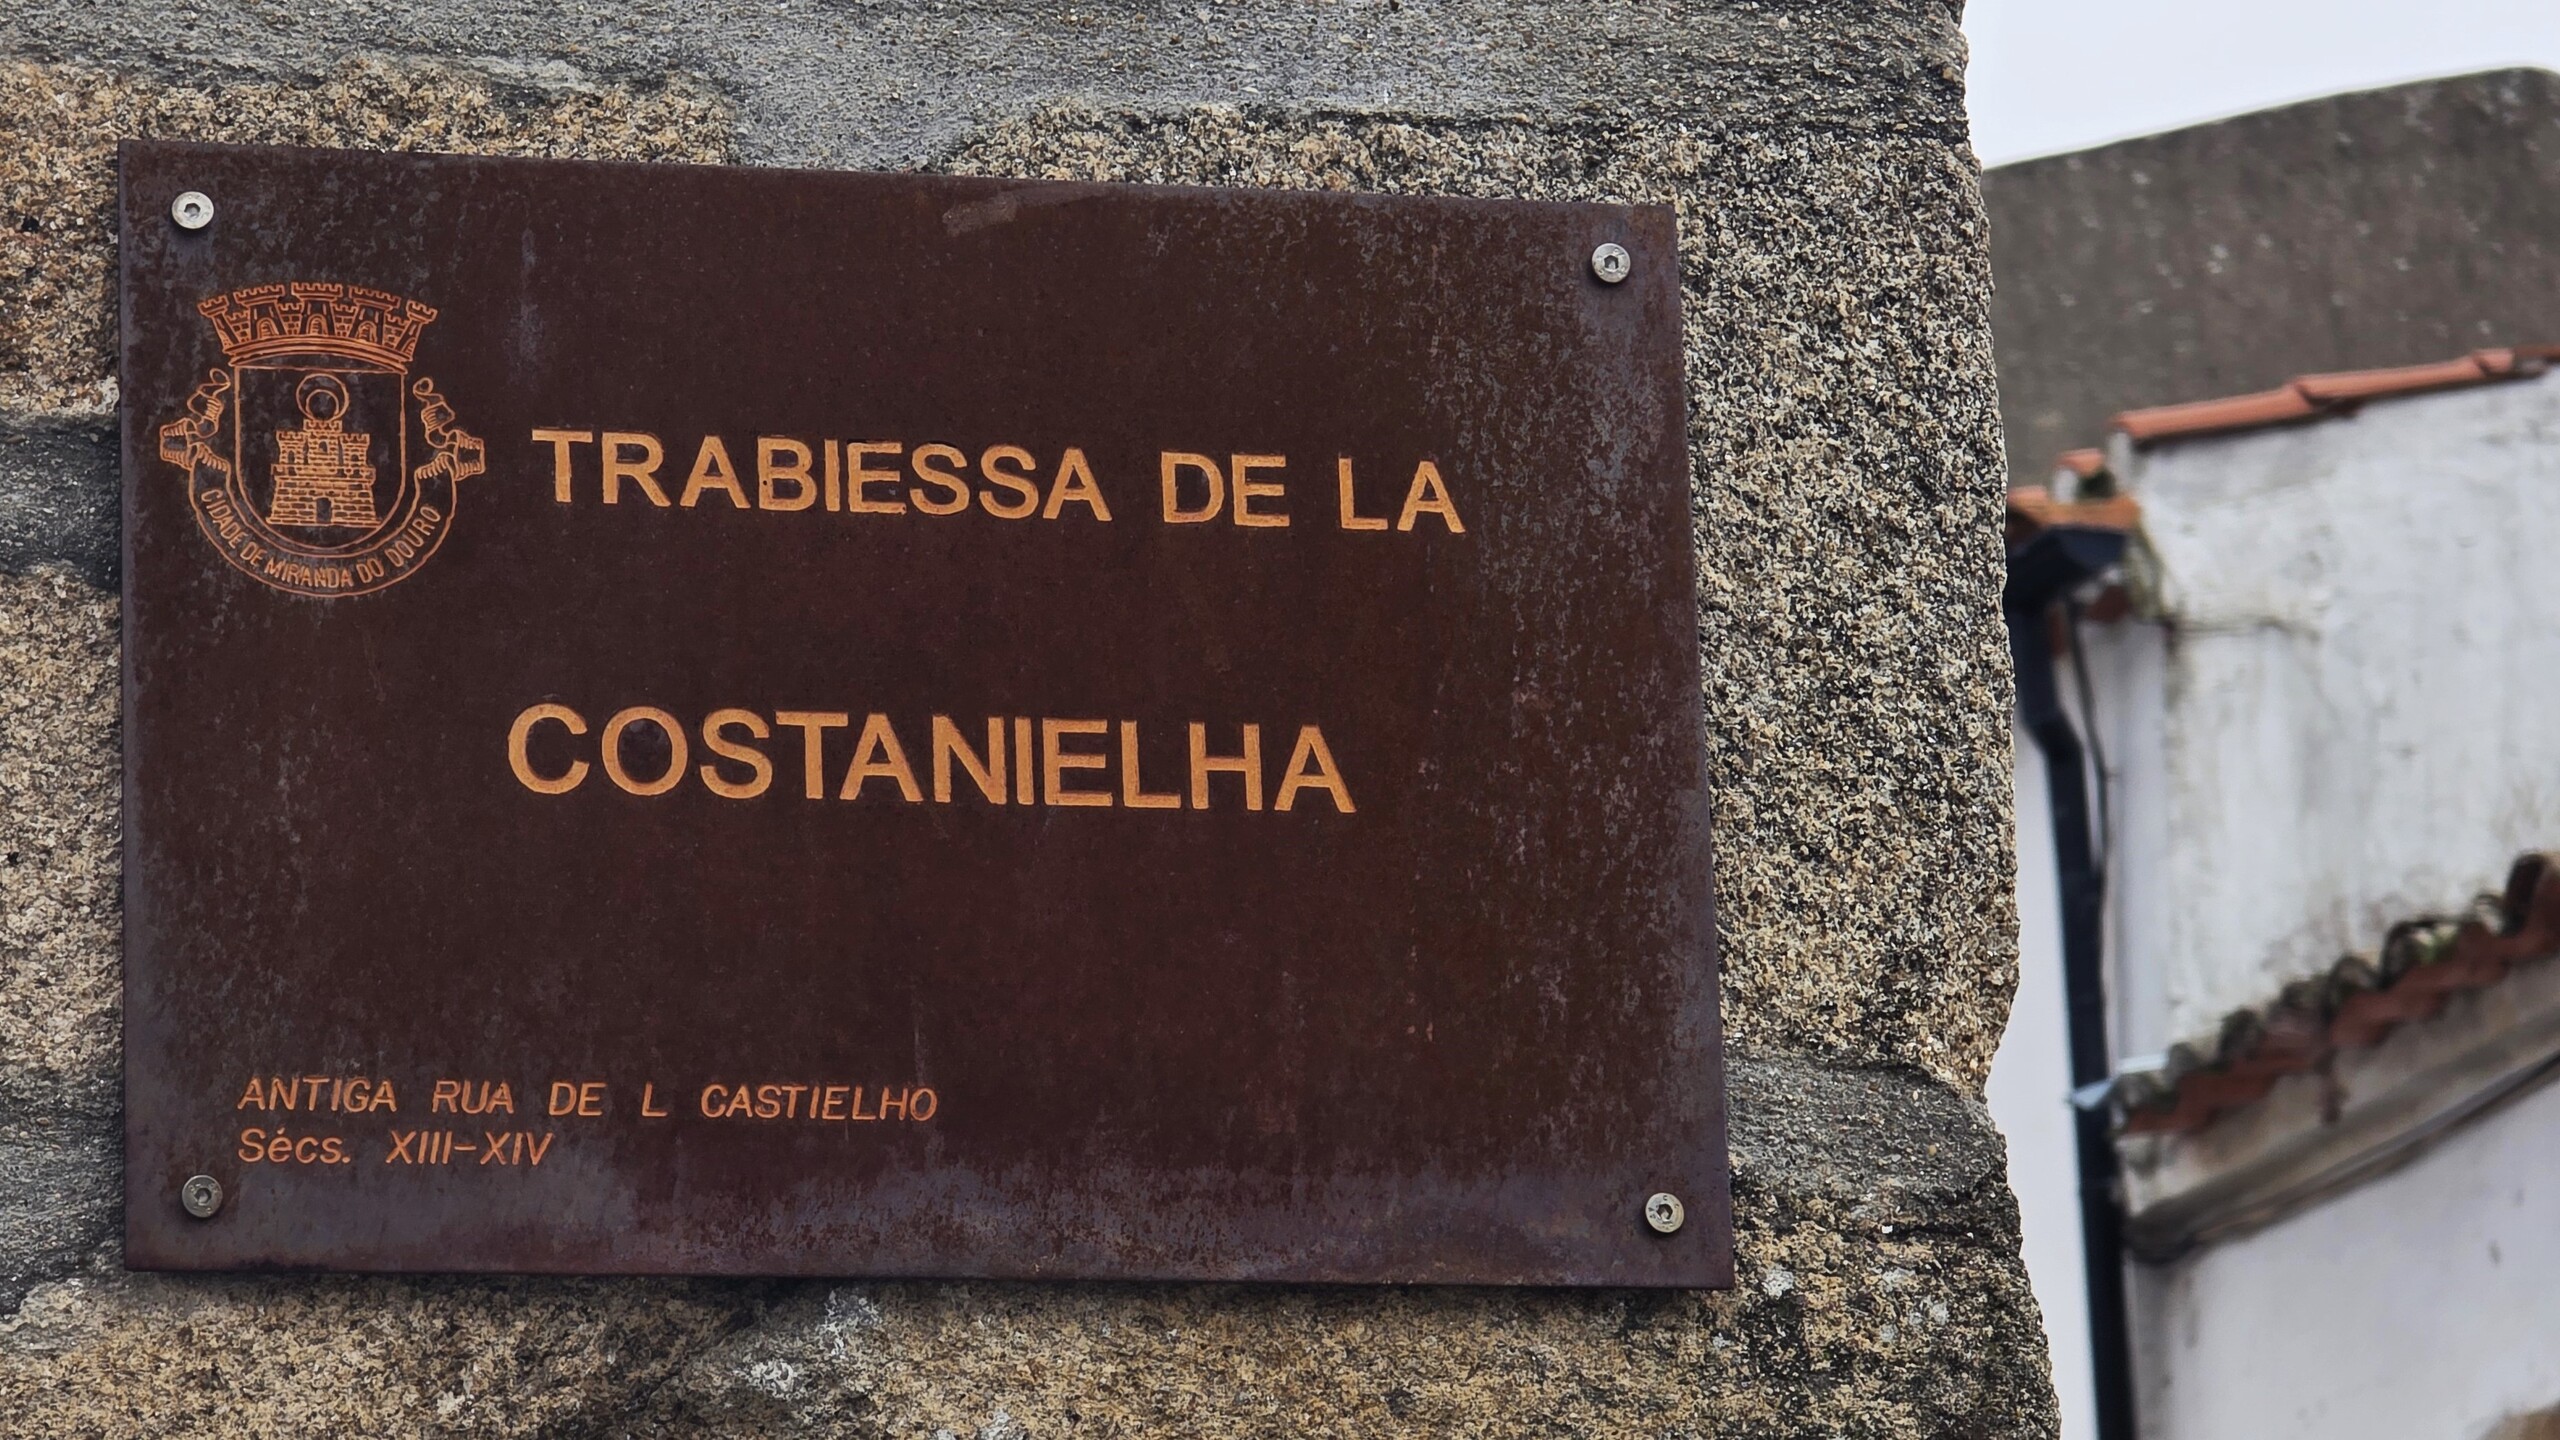 CIDADE DE MIRANDA DO DOURO
TRABIESSA DE LA
COSTANIELHA
ANTIGA RUA DE L CASTIELHO
Sécs. XIII-XIV